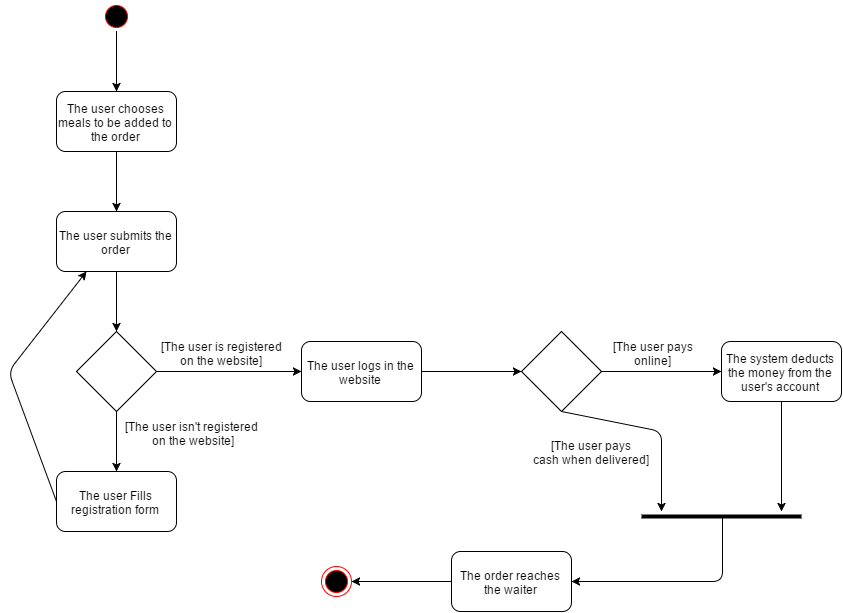 The user chooses
meals to be added to
the order
The user submits the
order
[The user is registered
on the website]
The user logs in the
website
[The user pays
online]
The system deducts
the money from the
user's account
[The user isn't registered
on the website]
[The user pays
cash when delivered]
The user Fills
registration form
The order reaches
the waiter